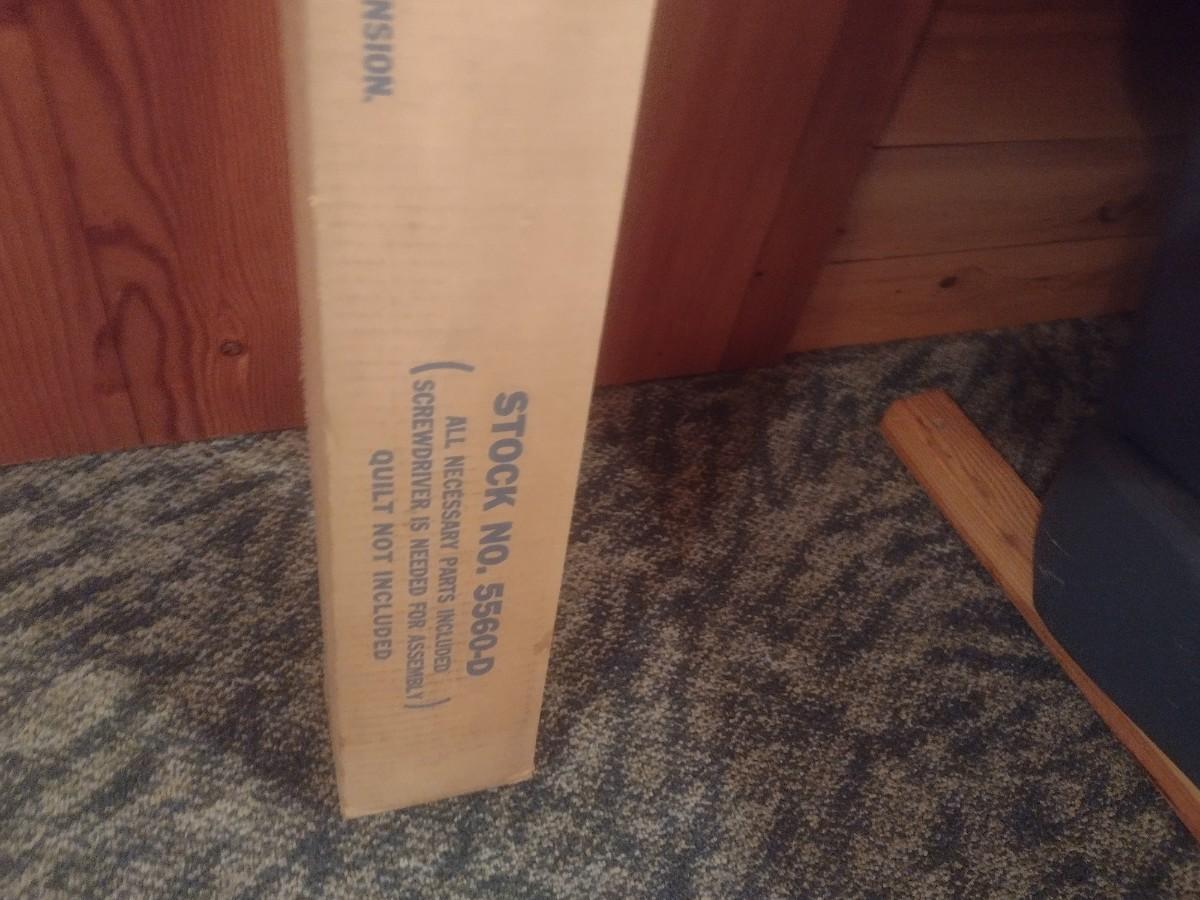 NSION.
STOCK NO. 5560-D
( ALL NECESSARY PARTS INCLUDED )
( SCREWDRIVER IS NEEDED FOR ASSEMBLY )
QUILT NOT INCLUDED